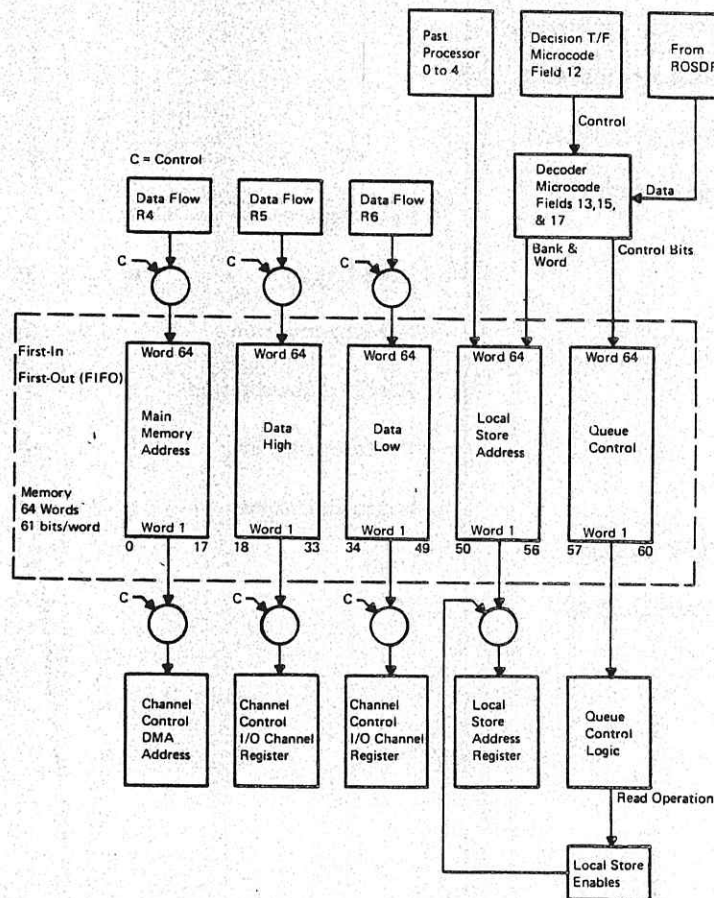 Past
Processor
0 to 4
Decision T/F
Microcode
Field 12
From
ROSDR
Control
C = Control
Data Flow
R4
Data Flow
R5
Data Flow
R6
Decoder
Microcode
Fields 13,15,
& 17
Data
C
C
C
Bank &
Word
Control Bits
First-In
First-Out (FIFO)
Word 64
Word 64
Word 64
Word 64
Word 64
Main
Memory
Address
Data
High
Data
Low
Local
Store
Address
Queue
Control
Memory
64 Words
61 bits/word
Word 1
Word 1
Word 1
Word 1
Word 1
0 17 18 33 34 49 50 56 57 60
C
C
C
Channel
Control
DMA
Address
Channel
Control
I/O Channel
Register
Channel
Control
I/O Channel
Register
Local
Store
Address
Register
Queue
Control
Logic
Read Operation
Local Store
Enables